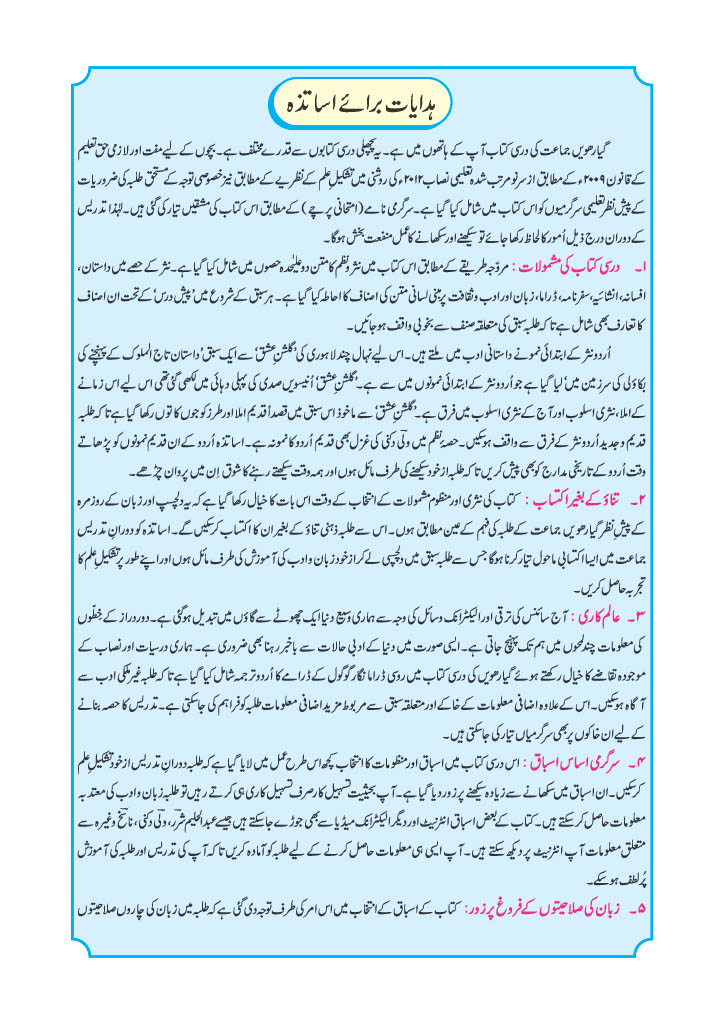 ہدایات برائے اساتذہ
گیارھویں جماعت کی درسی کتاب آپ کے ہاتھوں میں ہے۔ یہ پچھلی درسی کتابوں سے قدرے مختلف ہے۔ بچوں کے لیے مفت اور لازمی حق تعلیم
کے قانون ۲۰۰۹ء کے مطابق از سرِ نو مرتب شدہ تعلیمی نصاب ۲۰۱۲ء کی روشنی میں تشکیلِ علم کے نظریے کے مطابق نیز خصوصی توجہ کے مستحق طلبہ کی ضروریات
کے پیش نظر تعلیمی سرگرمیوں کو اس کتاب میں شامل کیا گیا ہے۔ سرگرمی نامے (امتحانی پرچے) کے مطابق اس کتاب کی مشقیں تیار کی گئی ہیں۔ لہٰذا تدریس
کے دوران درج ذیل اُمور کا لحاظ رکھا جائے تو سیکھنے اور سکھانے کا عمل منفعت بخش ہوگا۔
۱۔ درسی کتاب کی مشمولات : مروّجہ طریقے کے مطابق اس کتاب میں نثر و نظم کا متن دو علیٰحدہ حصوں میں شامل کیا گیا ہے۔ نثر کے حصے میں داستان،
افسانہ، انشائیہ، سفرنامہ، ڈراما، زبان اور ادب و ثقافت پر مبنی لسانی متن کی اصناف کا احاطہ کیا گیا ہے۔ ہر سبق کے شروع میں 'پیش درس' کے تحت ان اصناف
کا تعارف بھی شامل ہے تاکہ طلبہ سبق کی متعلقہ صنف سے بخوبی واقف ہوجائیں۔
اُردو نثر کے ابتدائی نمونے داستانی ادب میں ملتے ہیں۔ اس لیے نہال چند لاہوری کی 'گلشنِ عشق' سے ایک سبق 'داستان تاج الملوک کے پہنچنے کی
بکاؤلی کی سرزمین میں' لیا گیا ہے جو اُردو نثر کے ابتدائی نمونوں میں سے ہے۔ 'گلشنِ عشق' اُنیسویں صدی کی پہلی دہائی میں لکھی گئی تھی اس لیے اس زمانے
کے املا، نثری اسلوب اور آج کے نثری اسلوب میں فرق ہے۔ 'گلشنِ عشق' سے ماخوذ اس سبق میں قصداً قدیم املا اور طرز کو جوں کا توں رکھا گیا ہے تاکہ طلبہ
قدیم و جدید اُردو نثر کے فرق سے واقف ہوسکیں۔ حصۂ نظم میں ولی دکنی کی غزل بھی قدیم اُردو کا نمونہ ہے۔ اساتذہ اُردو کے ان قدیم نمونوں کو پڑھاتے
وقت اُردو کے تاریخی مدارج کو بھی پیش کریں تاکہ طلبہ از خود سیکھنے کی طرف مائل ہوں اور ہمہ وقت سیکھتے رہنے کا شوق اِن میں پروان چڑھے۔
۲۔ تناؤ کے بغیر اکتساب : کتاب کی نثری اور منظوم مشمولات کے انتخاب کے وقت اس بات کا خیال رکھا گیا ہے کہ یہ دلچسپ اور زبان کے روزمرہ
کے پیشِ نظر گیارھویں جماعت کے طلبہ کی فہم کے عین مطابق ہوں۔ اس سے طلبہ ذہنی تناؤ کے بغیر ان کا اکتساب کرسکیں گے۔ اساتذہ کو دورانِ تدریس
جماعت میں ایسا اکتسابی ماحول تیار کرنا ہوگا جس سے طلبہ سبق میں دلچسپی لے کر از خود زبان و ادب کی آموزش کی طرف مائل ہوں اور اپنے طور پر تشکیلِ علم کا
تجربہ حاصل کریں۔
۳۔ عالم کاری : آج سائنس کی ترقی اور الیکٹرانک وسائل کی وجہ سے ہماری وسیع دنیا ایک چھوٹے سے گاؤں میں تبدیل ہوگئی ہے۔ دور دراز کے خطّوں
کی معلومات چند لمحوں میں ہم تک پہنچ جاتی ہے۔ ایسی صورت میں دنیا کے ادبی حالات سے باخبر رہنا بھی ضروری ہے۔ ہماری درسیات اور نصاب کے
موجودہ تقاضے کا خیال رکھتے ہوئے گیارھویں کی درسی کتاب میں روسی ڈراما نگار گوگول کے ڈرامے کا اُردو ترجمہ شامل کیا گیا ہے تاکہ طلبہ غیر ملکی ادب سے
آگاہ ہوسکیں۔ اس کے علاوہ اضافی معلومات کے خاکے اور متعلقہ سبق سے مربوط مزید اضافی معلومات طلبہ کو فراہم کی جاسکتی ہے۔ تدریس کا حصہ بنانے
کے لیے ان خاکوں پر بھی سرگرمیاں تیار کی جاسکتی ہیں۔
۴۔ سرگرمی اساس اسباق : اس درسی کتاب میں اسباق اور منظومات کا انتخاب کچھ اس طرح عمل میں لایا گیا ہے کہ طلبہ دورانِ تدریس از خود تشکیلِ علم
کرسکیں۔ ان اسباق میں سکھانے سے زیادہ سیکھنے پر زور دیا گیا ہے۔ آپ بحیثیت تسہیل کار صرف تسہیل کاری ہی کرتے رہیں تو طلبہ زبان و ادب کی معتدبہ
معلومات حاصل کرسکتے ہیں۔ کتاب کے بعض اسباق انٹرنیٹ اور دیگر الیکٹرانک میڈیا سے بھی جوڑے جاسکتے ہیں جیسے عبدالحلیم شرر، ولی دکنی، ناسخ وغیرہ سے
متعلق معلومات آپ انٹرنیٹ پر دیکھ سکتے ہیں۔ آپ ایسی ہی معلومات حاصل کرنے کے لیے طلبہ کو آمادہ کریں تاکہ آپ کی تدریس اور طلبہ کی آموزش
پُر لطف ہوسکے۔
۵۔ زبان کی صلاحیتوں کے فروغ پر زور: کتاب کے اسباق کے انتخاب میں اس امر کی طرف توجہ دی گئی ہے کہ طلبہ میں زبان کی چاروں صلاحیتوں